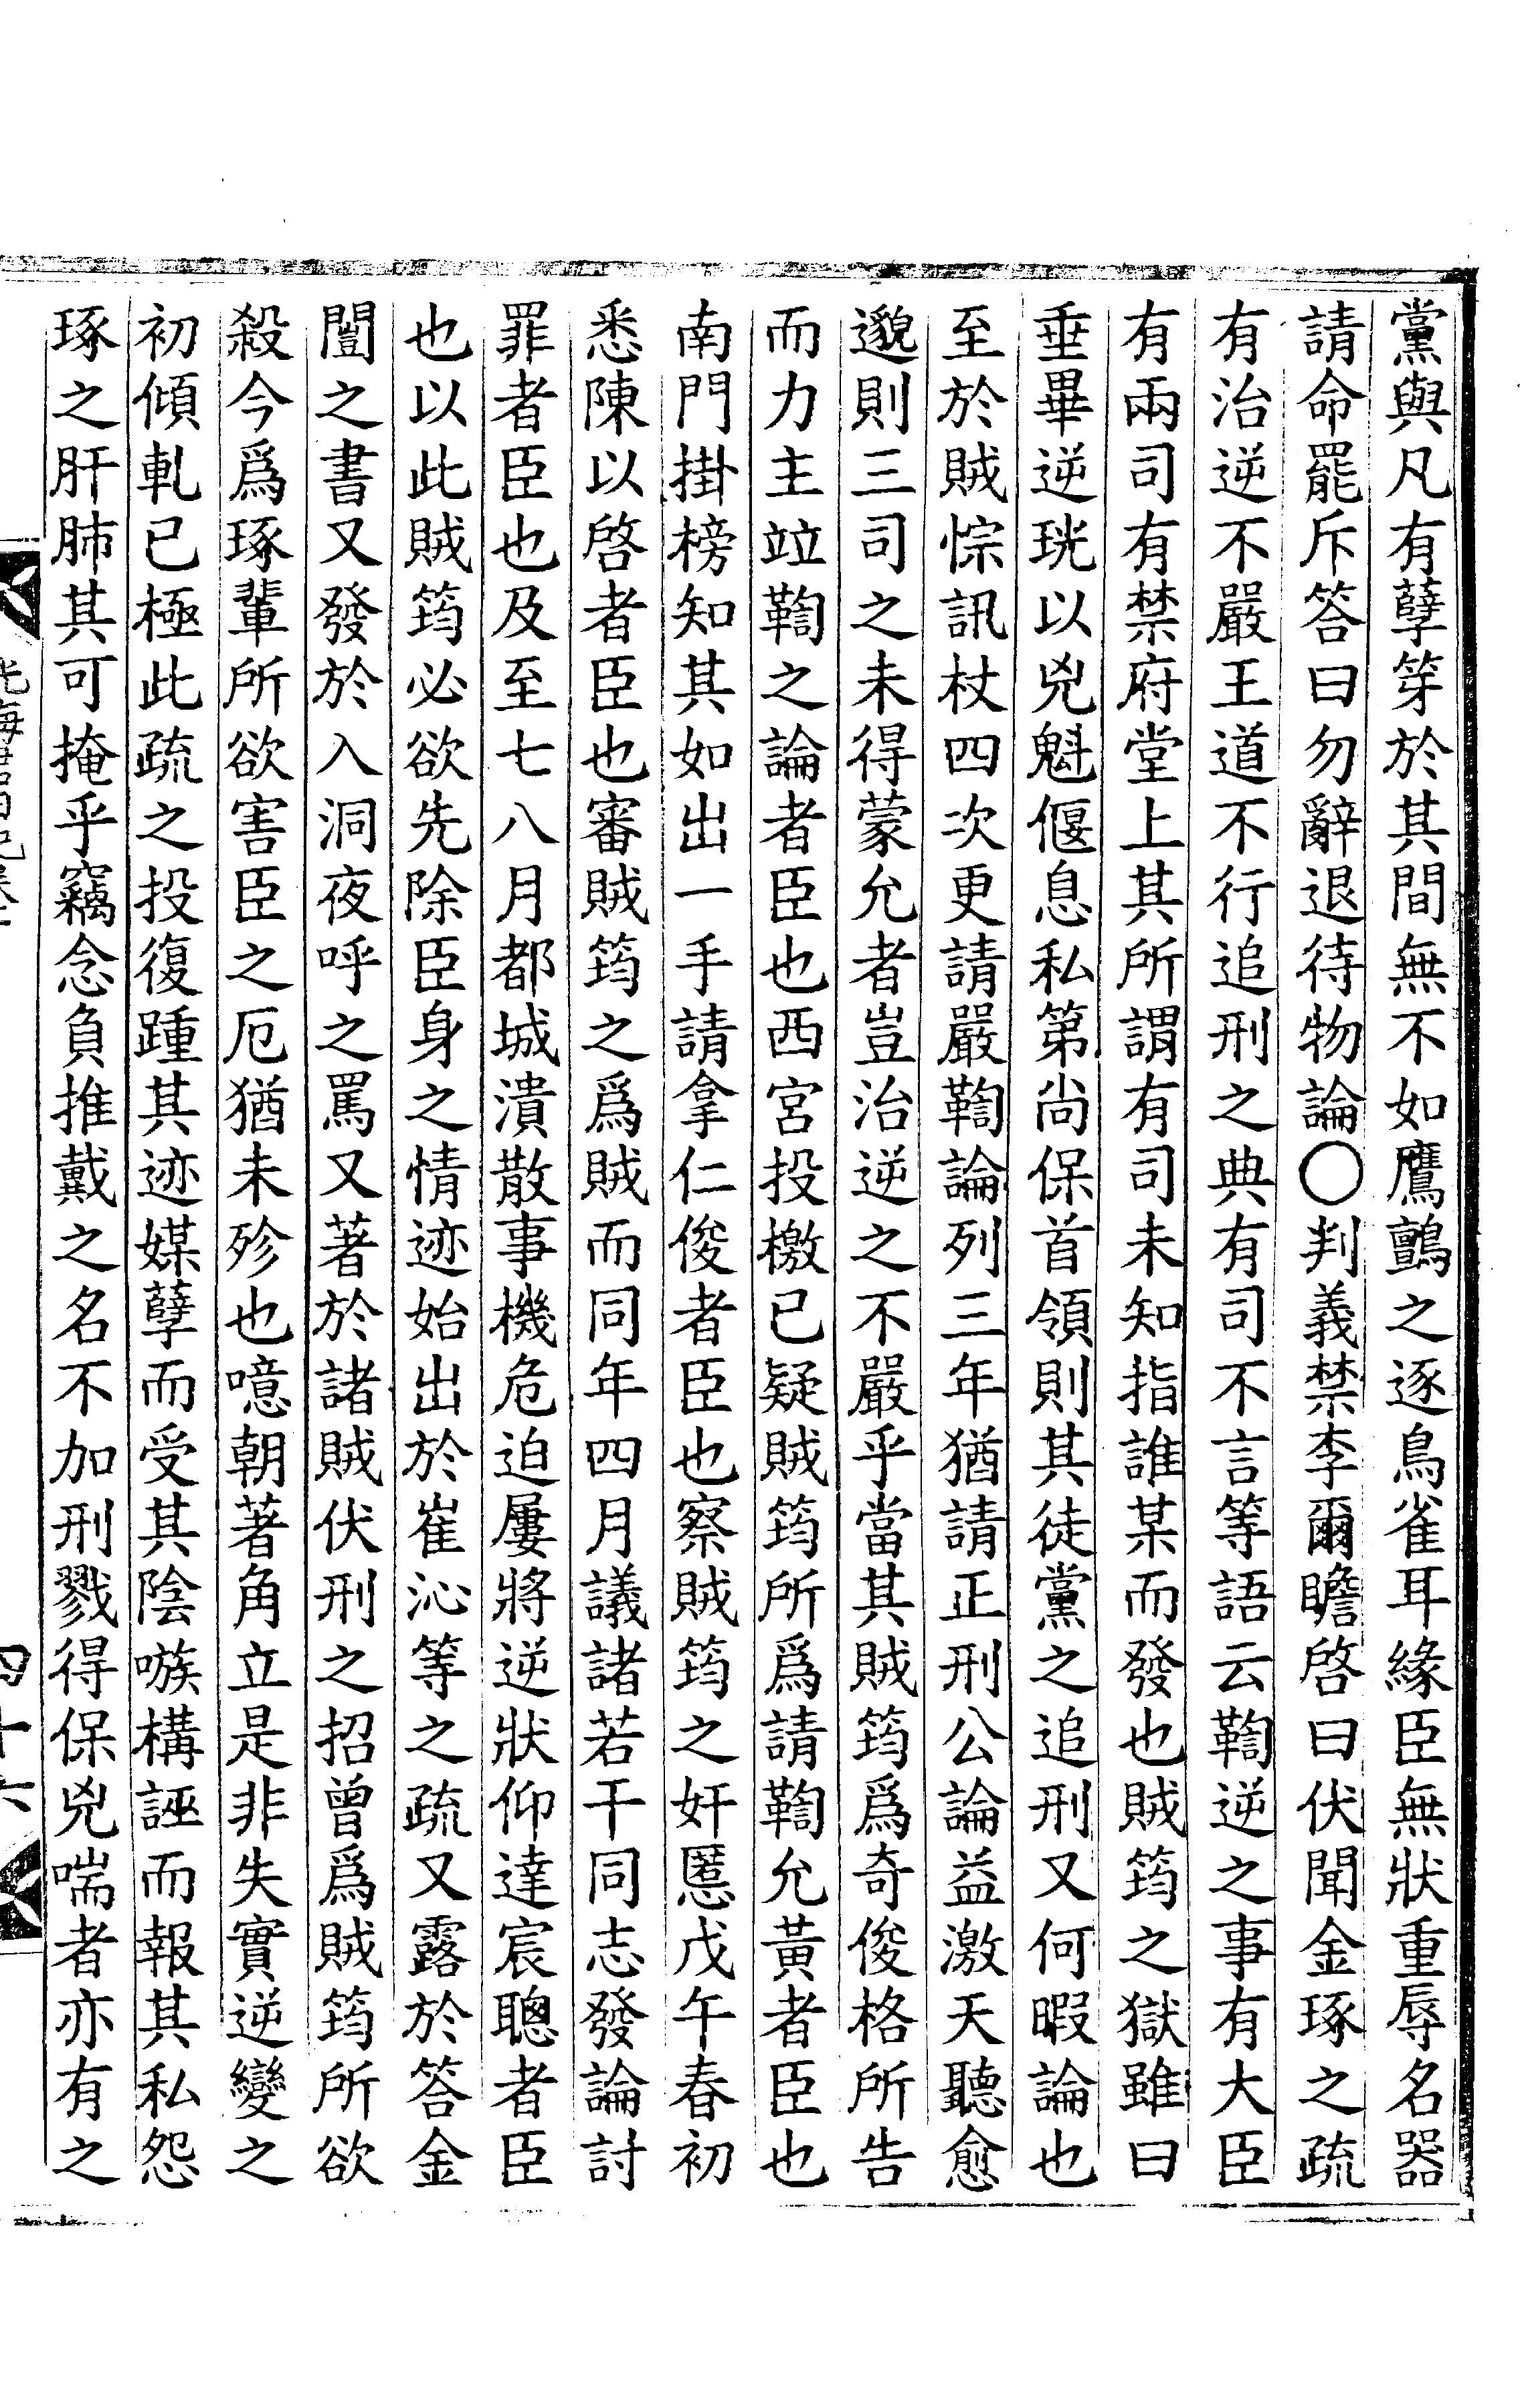 黨與凡有孽芽於其間無不如鷹鸇之逐鳥雀耳緣臣無狀重辱名器
請命罷斥答曰勿辭退待物論○判義禁李爾瞻啓曰伏聞金琢之疏
有治逆不嚴王道不行追刑之典有司不言等語云鞫逆之事有大臣
有兩司有禁府堂上其所謂有司未知指誰某而發也賊筠之獄雖曰
垂畢逆珖以兇魁偃息私第尙保首領則其徒黨之追刑又何暇論也
至於賊悰訊杖四次更請嚴鞫論列三年猶請正刑公論益激天聽愈
邈則三司之未得蒙允者豈治逆之不嚴乎當其賊筠爲奇俊格所告
而力主竝鞫之論者臣也西宮投檄已疑賊筠所爲請鞫允黃者臣也
南門掛榜知其如出一手請拿仁俊者臣也察賊筠之奸慝戊午春初
悉陳以啓者臣也審賊筠之爲賊而同年四月議諸若干同志發論討
罪者臣也及至七八月都城潰散事機危迫屢將逆狀仰達宸聰者臣
也以此賊筠必欲先除臣身之情迹始出於崔沁等之疏又露於答金
闓之書又發於入洞夜呼之罵又著於諸賊伏刑之招曾爲賊筠所欲
殺今爲琢輩所欲害臣之厄猶未殄也噫朝著角立是非失實逆變之
初傾軋已極此疏之投復踵其迹媒孽而受其陰嗾構誣而報其私怨
琢之肝肺其可掩乎竊念負推戴之名不加刑戮得保兇喘者亦有之